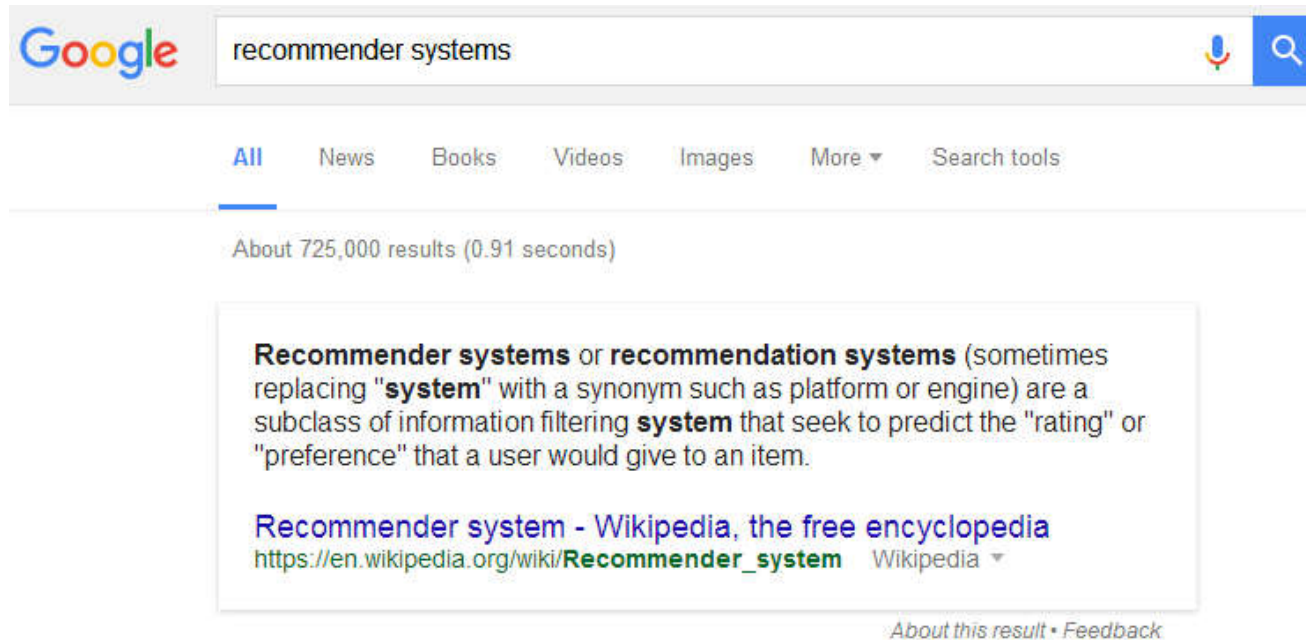 Google recommender systems
All News Books Videos Images More Search tools
About 725,000 results (0.91 seconds)
Recommender systems or recommendation systems (sometimes
replacing "system" with a synonym such as platform or engine) are a
subclass of information filtering system that seek to predict the "rating" or
"preference" that a user would give to an item.
Recommender system - Wikipedia, the free encyclopedia
https://en.wikipedia.org/wiki/Recommender_system Wikipedia
About this result • Feedback